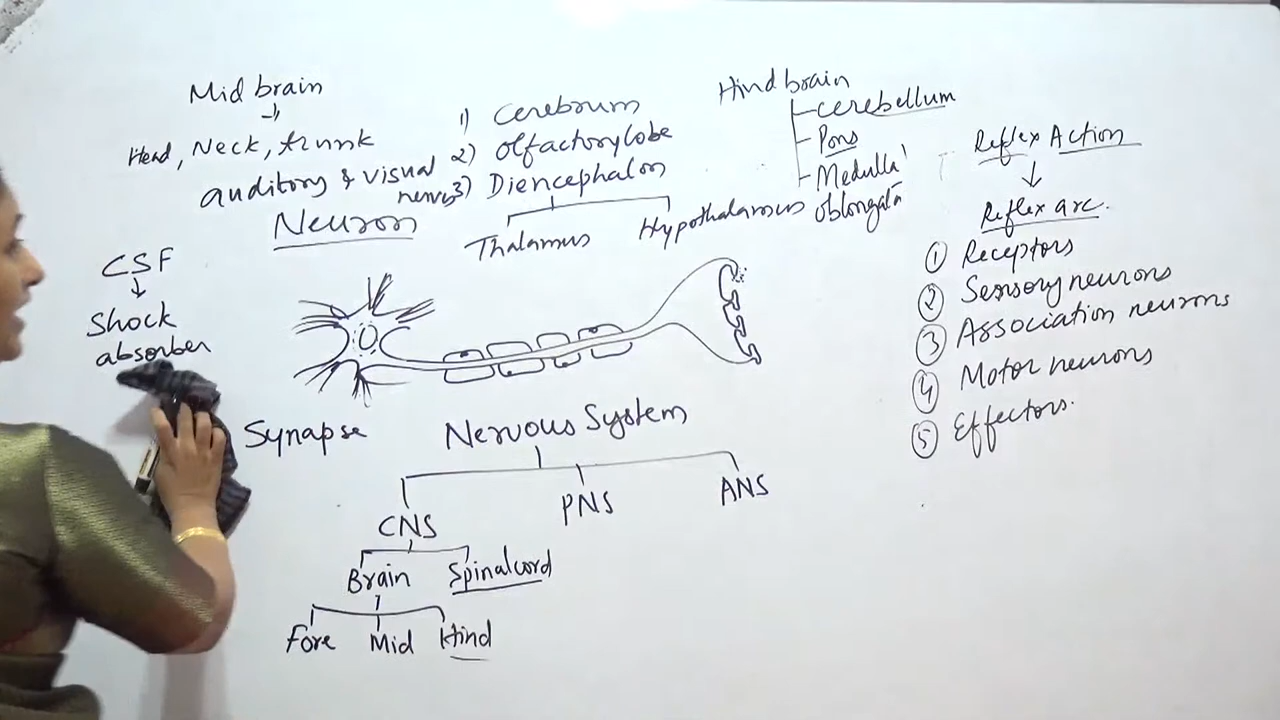 Mid brain
Head, Neck, trunk
auditory & visual
nerves
1) Cerebrum
2) Olfactorylobe
3) Diencephalon
Thalamus
Hypothalamus
Hind brain
cerebellum
Pons
Medulla
oblongata
Reflex Action
Reflex arc.
1 Receptors
2 Sensory neurons
3 Association neurons
4 Motor neurons
5 Effectors.
Neuron
CSF
Shock
absorber
Synapse
Nervous System
CNS
PNS
ANS
Brain
Spinalcord
Fore
Mid
Hind